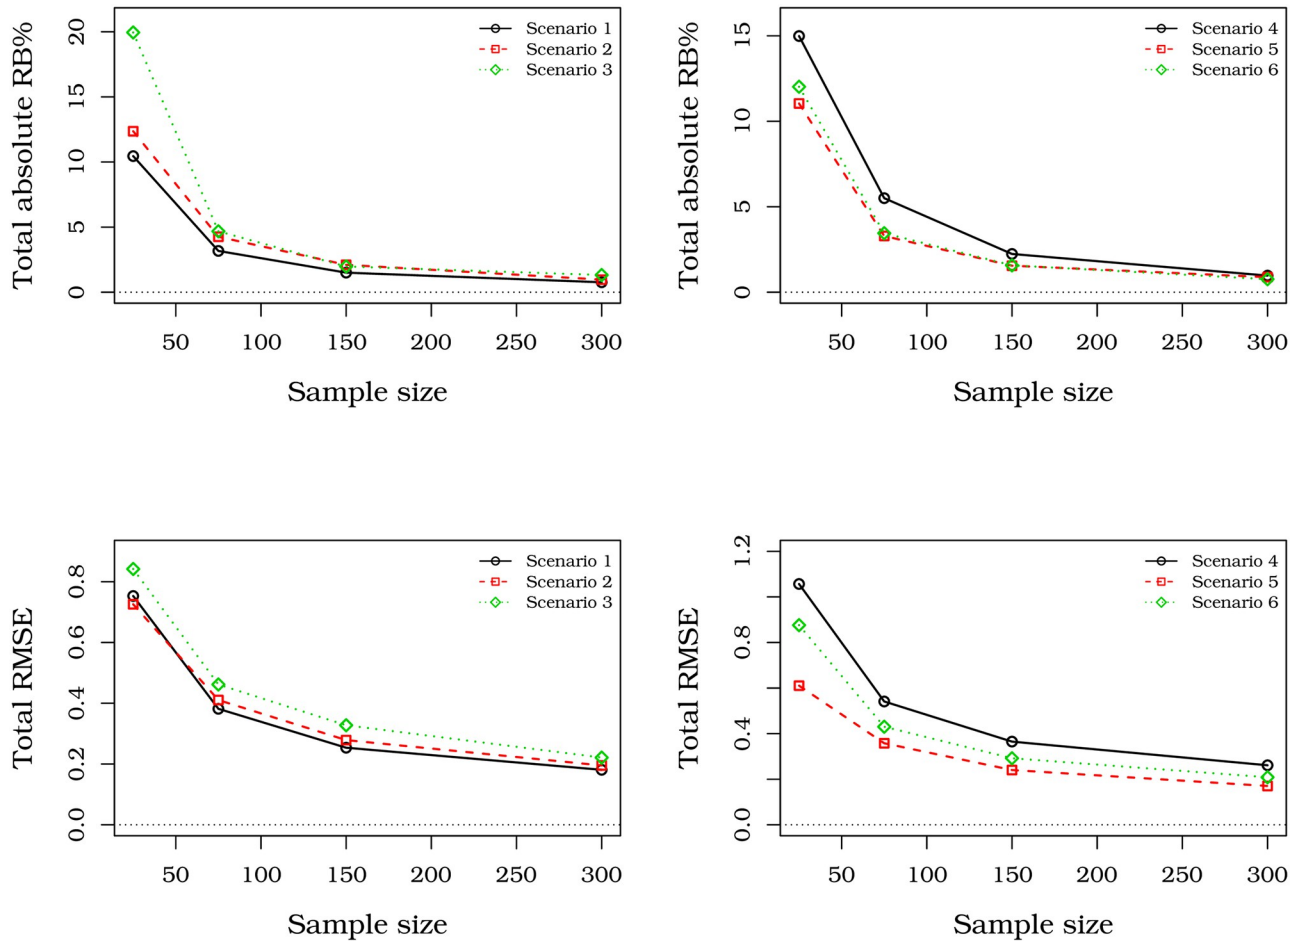 Total absolute RB%
20
15
10
5
0
Scenario 1
Scenario 2
Scenario 3
50 100 150 200 250 300
Sample size
Total absolute RB%
15
10
5
0
Scenario 4
Scenario 5
Scenario 6
50 100 150 200 250 300
Sample size
Total RMSE
0.8
0.6
0.4
0.2
0.0
Scenario 1
Scenario 2
Scenario 3
50 100 150 200 250 300
Sample size
Total RMSE
1.2
0.8
0.4
0.0
Scenario 4
Scenario 5
Scenario 6
50 100 150 200 250 300
Sample size